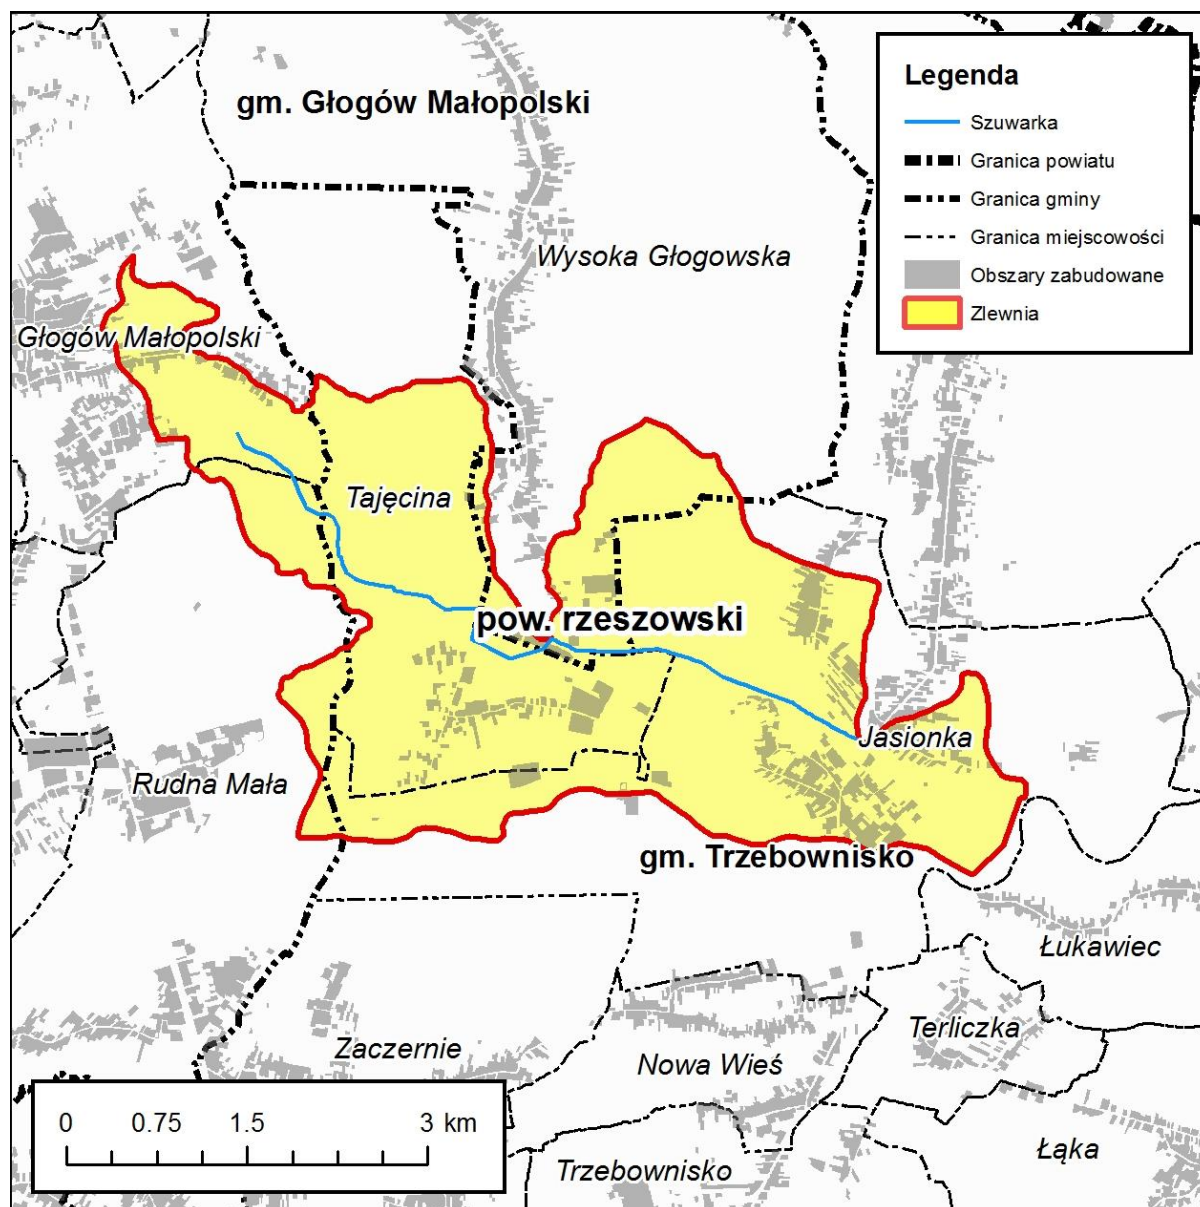 gm. Głogów Małopolski
Legenda
Szuwarka
Granica powiatu
Granica gminy
Granica miejscowości
Obszary zabudowane
Zlewnia
Wysoka Głogowska
Głogów Małopolski
Tajęcina
pow. rzeszowski
Jasionka
Rudna Mała
gm. Trzebownisko
Łukawiec
Terliczka
Zaczernie
Nowa Wieś
Łąka
Trzebownisko
0 0.75 1.5 3 km